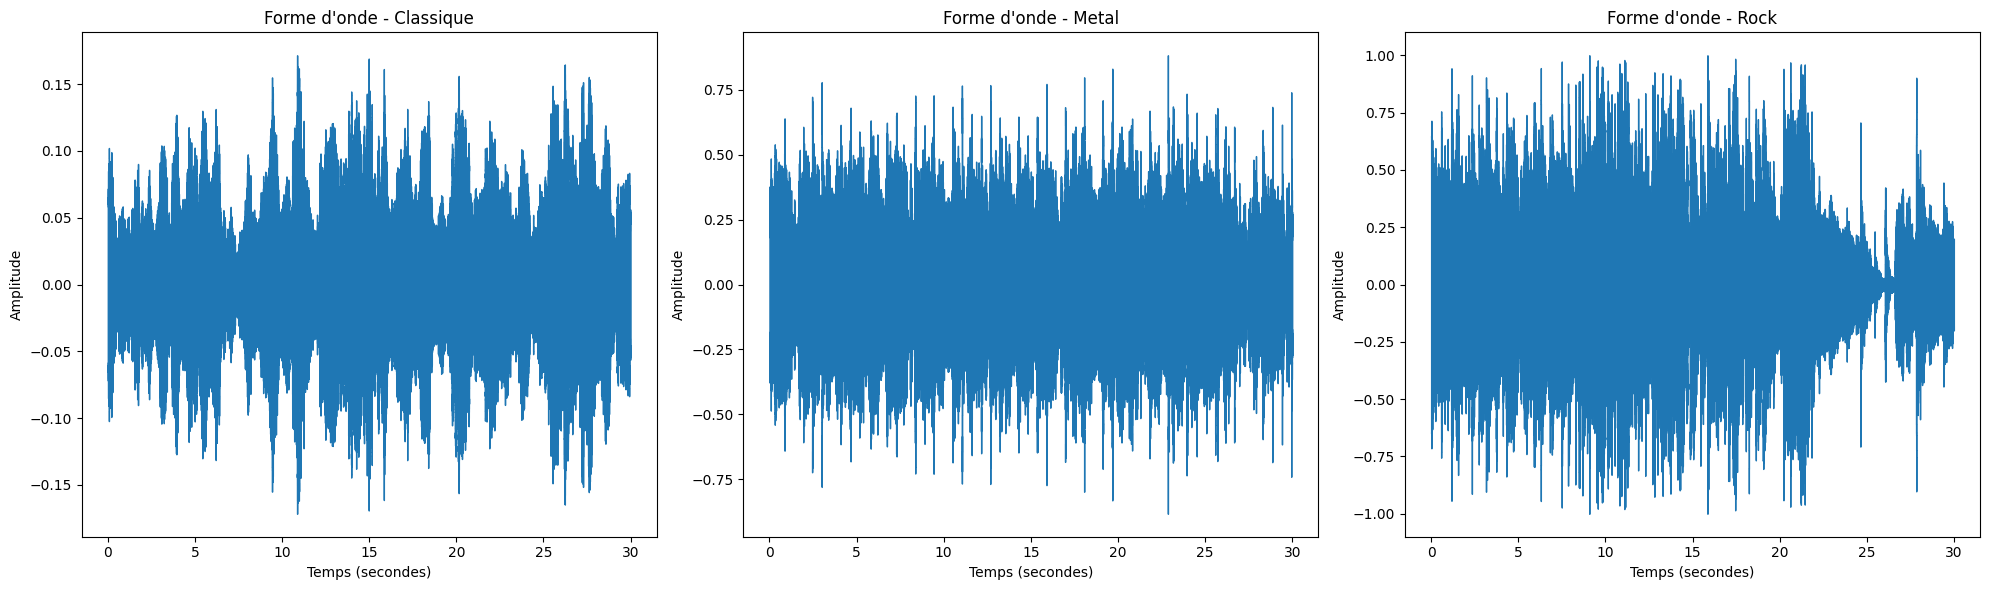 Forme d'onde - Classique
Amplitude
0.15
0.10
0.05
0.00
−0.05
−0.10
−0.15
0 5 10 15 20 25 30
Temps (secondes)
Forme d'onde - Metal
Amplitude
0.75
0.50
0.25
0.00
−0.25
−0.50
−0.75
0 5 10 15 20 25 30
Temps (secondes)
Forme d'onde - Rock
Amplitude
1.00
0.75
0.50
0.25
0.00
−0.25
−0.50
−0.75
−1.00
0 5 10 15 20 25 30
Temps (secondes)